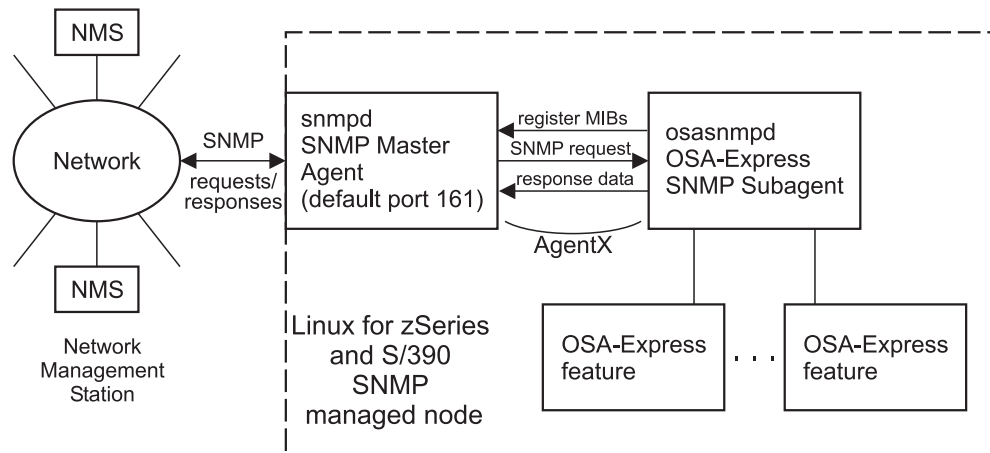 NMS
Network
NMS
Network
Management
Station
SNMP
requests/
responses
snmpd
SNMP Master
Agent
(default port 161)
register MIBs
SNMP request
response data
AgentX
osasnmpd
OSA-Express
SNMP Subagent
Linux for zSeries
and S/390
SNMP
managed node
OSA-Express
feature
. . .
OSA-Express
feature